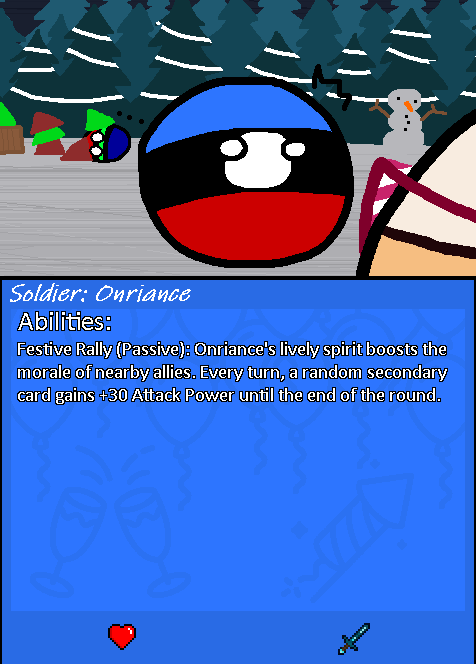 Soldier: Onriance
Abilities:
Festive Rally (Passive): Onriance's lively spirit boosts the
morale of nearby allies. Every turn, a random secondary
card gains +30 Attack Power until the end of the round.